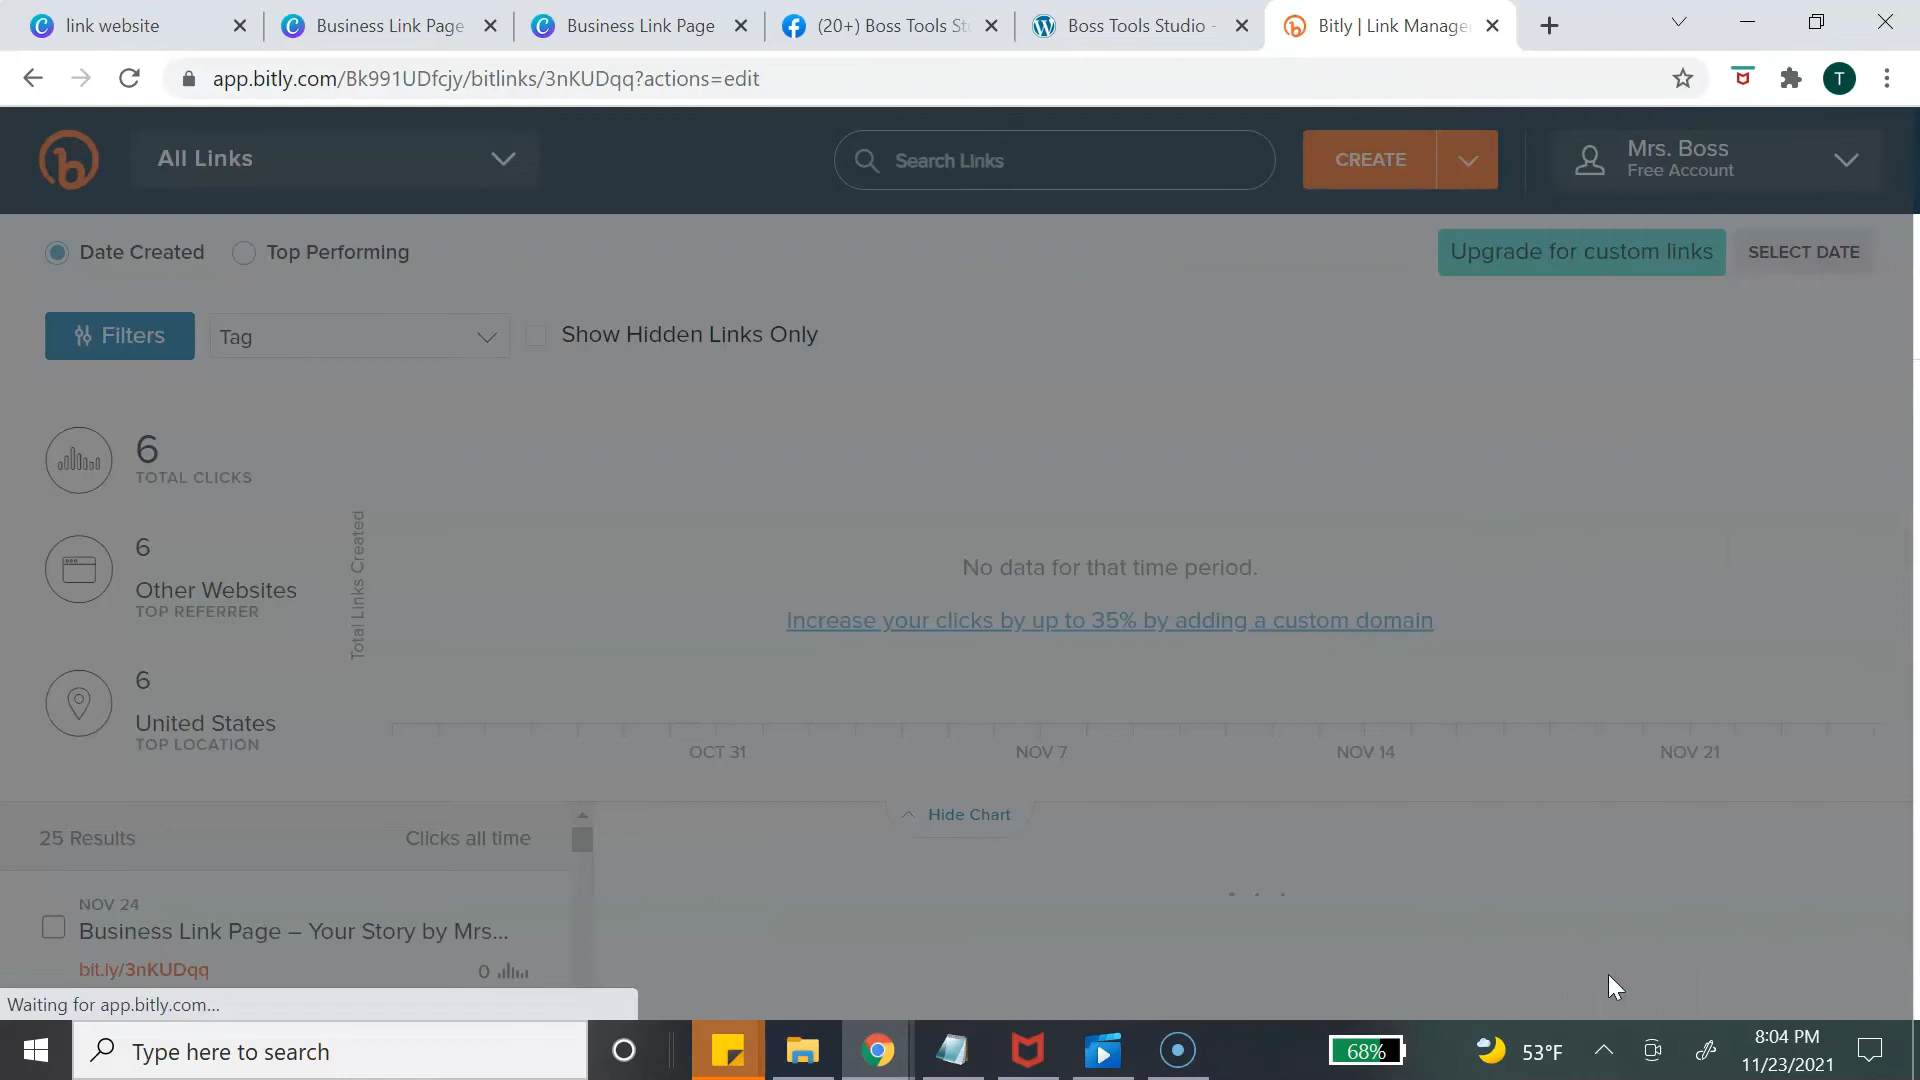 link website
Business Link Page
Business Link Page
(20+) Boss Tools St
Boss Tools Studio -
Bitly | Link Manage
app.bitly.com/Bk991UDfcjy/bitlinks/3nKUDqq?actions=edit
T
All Links
Search Links
CREATE
Mrs. Boss
Free Account
Date Created
Top Performing
Upgrade for custom links
SELECT DATE
Filters
Tag
Show Hidden Links Only
6
TOTAL CLICKS
6
Other Websites
TOP REFERRER
6
United States
TOP LOCATION
Total Links Created
No data for that time period.
Increase your clicks by up to 35% by adding a custom domain
OCT 31
NOV 7
NOV 14
NOV 21
Hide Chart
25 Results
Clicks all time
NOV 24
Business Link Page – Your Story by Mrs...
bit.ly/3nKUDqq
0
Waiting for app.bitly.com...
Type here to search
68%
53°F
8:04 PM
11/23/2021